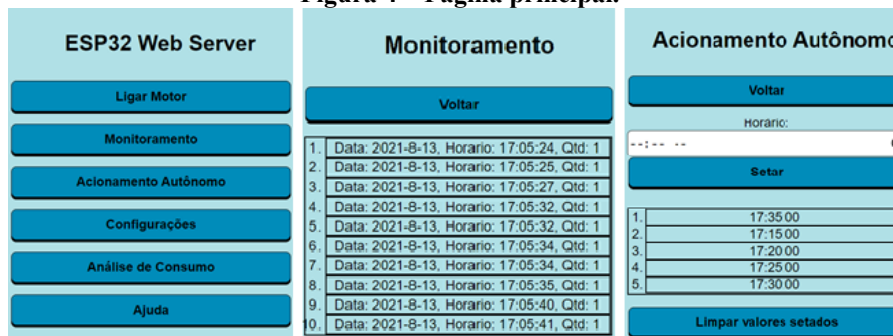 Figura 4 – Página principal.
ESP32 Web Server
Ligar Motor
Monitoramento
Acionamento Autônomo
Configurações
Análise de Consumo
Ajuda
Monitoramento
Voltar
1. Data: 2021-8-13, Horario: 17:05:24, Qtd: 1
2. Data: 2021-8-13, Horario: 17:05:25, Qtd: 1
3. Data: 2021-8-13, Horario: 17:05:27, Qtd: 1
4. Data: 2021-8-13, Horario: 17:05:32, Qtd: 1
5. Data: 2021-8-13, Horario: 17:05:32, Qtd: 1
6. Data: 2021-8-13, Horario: 17:05:34, Qtd: 1
7. Data: 2021-8-13, Horario: 17:05:34, Qtd: 1
8. Data: 2021-8-13, Horario: 17:05:35, Qtd: 1
9. Data: 2021-8-13, Horario: 17:05:40, Qtd: 1
10. Data: 2021-8-13, Horario: 17:05:41, Qtd: 1
Acionamento Autônomo
Voltar
Horário:
--:-- --
Setar
1. 17:35:00
2. 17:15:00
3. 17:20:00
4. 17:25:00
5. 17:30:00
Limpar valores setados